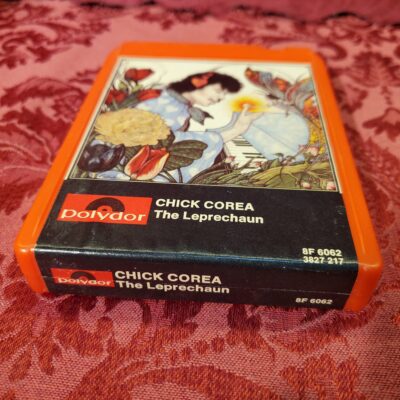 polydor
CHICK COREA
The Leprechaun
8F 6062
3827 217
polydor
CHICK COREA
The Leprechaun
8F 6062